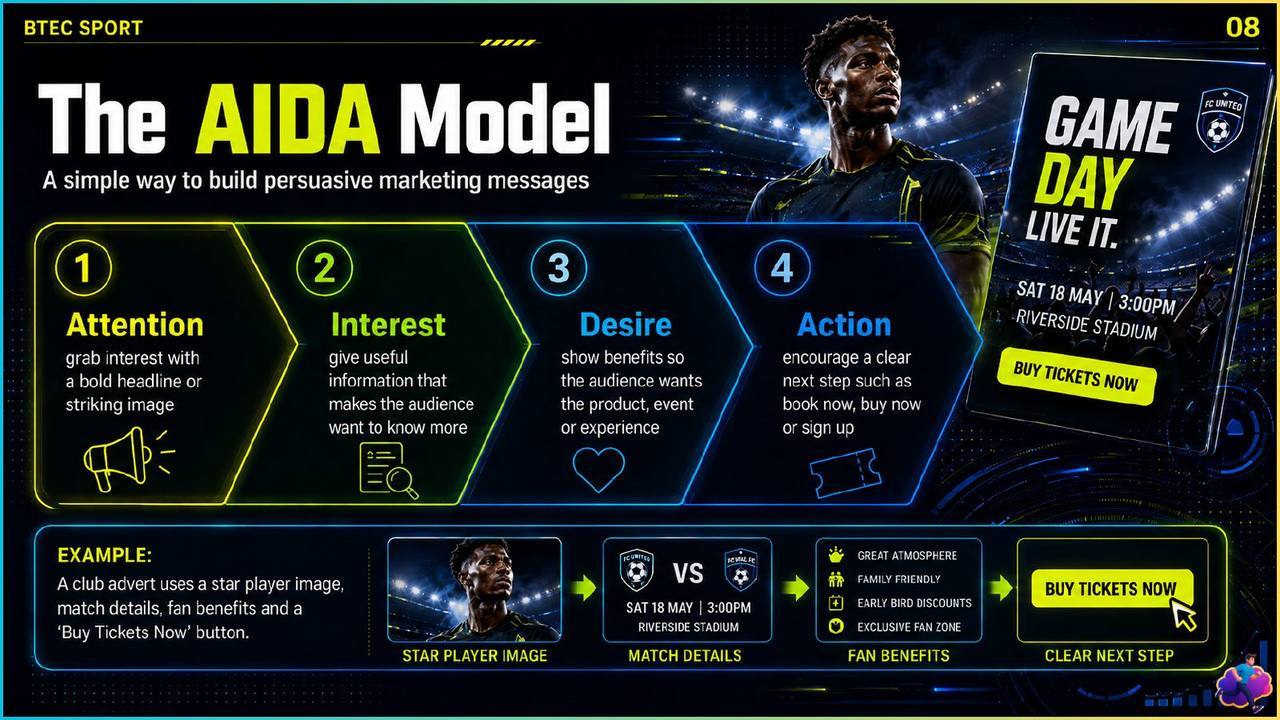 BTEC SPORT
08
The AIDA Model
A simple way to build persuasive marketing messages
GAME
DAY
LIVE IT.
FC UNITED
SAT 18 MAY | 3:00PM
RIVERSIDE STADIUM
BUY TICKETS NOW
1
Attention
grab interest with
a bold headline or
striking image
2
Interest
give useful
information that
makes the audience
want to know more
3
Desire
show benefits so
the audience wants
the product, event
or experience
4
Action
encourage a clear
next step such as
book now, buy now
or sign up
EXAMPLE:
A club advert uses a star player image,
match details, fan benefits and a
‘Buy Tickets Now’ button.
STAR PLAYER IMAGE
FC UNITED
VS
SAT 18 MAY | 3:00PM
RIVERSIDE STADIUM
MATCH DETAILS
GREAT ATMOSPHERE
FAMILY FRIENDLY
EARLY BIRD DISCOUNTS
EXCLUSIVE FAN ZONE
FAN BENEFITS
BUY TICKETS NOW
CLEAR NEXT STEP